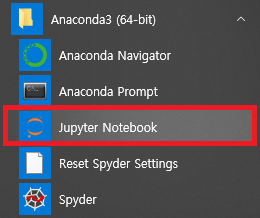 Anaconda3 (64-bit)
Anaconda Navigator
Anaconda Prompt
Jupyter Notebook
Reset Spyder Settings
Spyder